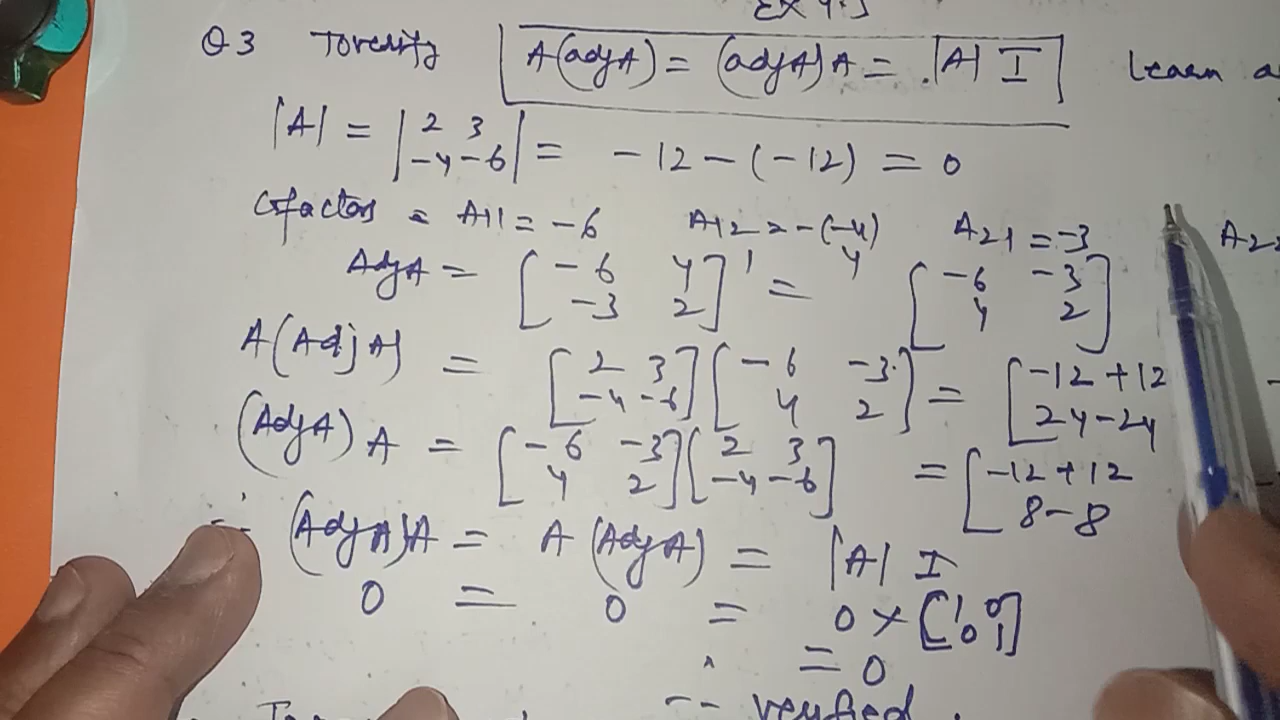 Ex 4.5
Q3 To verify A(adjA) = (adjA)A = |A| I Learn
|A| = | 2 3 | = -12-(-12) = 0
-4 -6
Cofactors = A11 = -6 A12 = -(-4) A21 = -3
4
AdjA = [ -6 4 ]' = [ -6 -3 ]
-3 2 4 2
A(AdjA) = [ 2 3 ] [ -6 -3 ] = [ -12+12
-4 -6 4 2 24-24
(AdjA)A = [ -6 -3 ] [ 2 3 ] = [ -12+12
4 2 -4 -6 8-8
∴ (AdjA)A = A(AdjA) = |A| I
0 = 0 = 0 × [ 1 0 ]
0 1
= 0
verified.